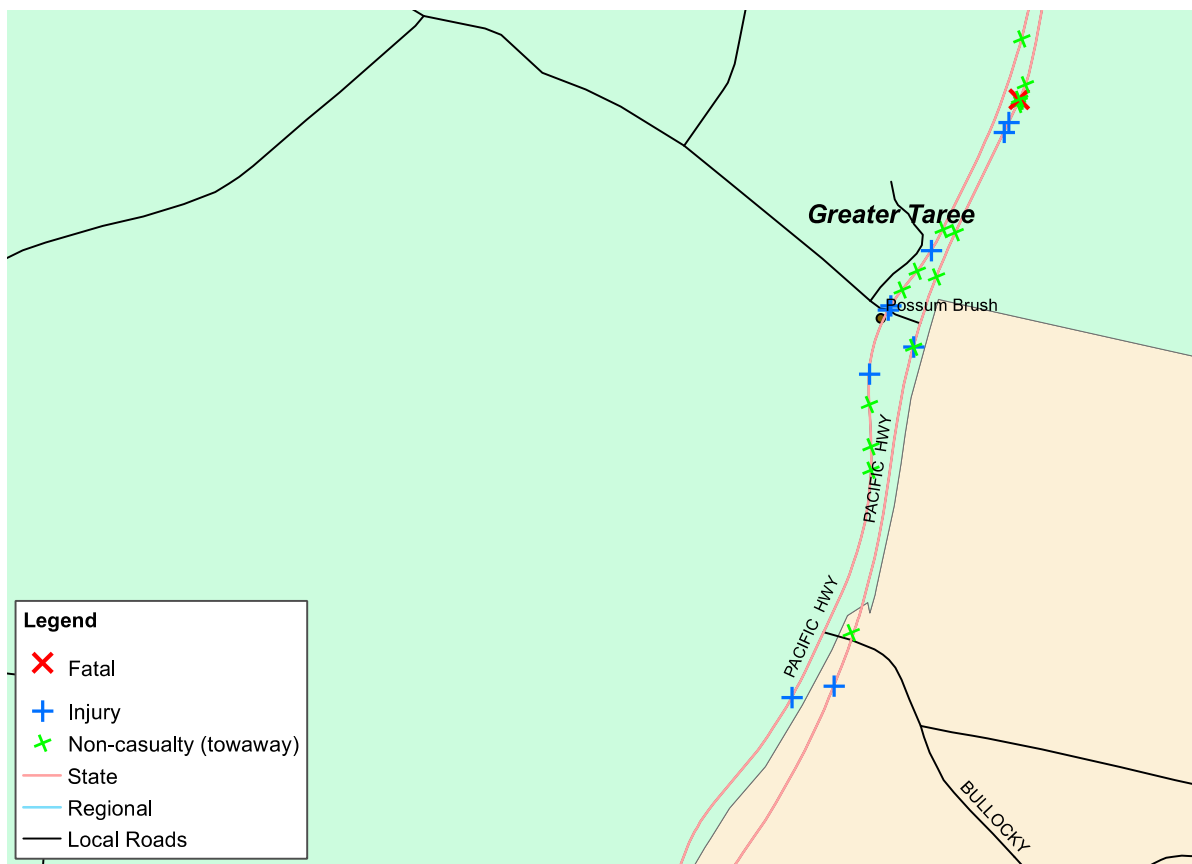 Greater Taree
Possum Brush
PACIFIC HWY
PACIFIC HWY
BULLOCKY
Legend
Fatal
Injury
Non-casualty (towaway)
State
Regional
Local Roads